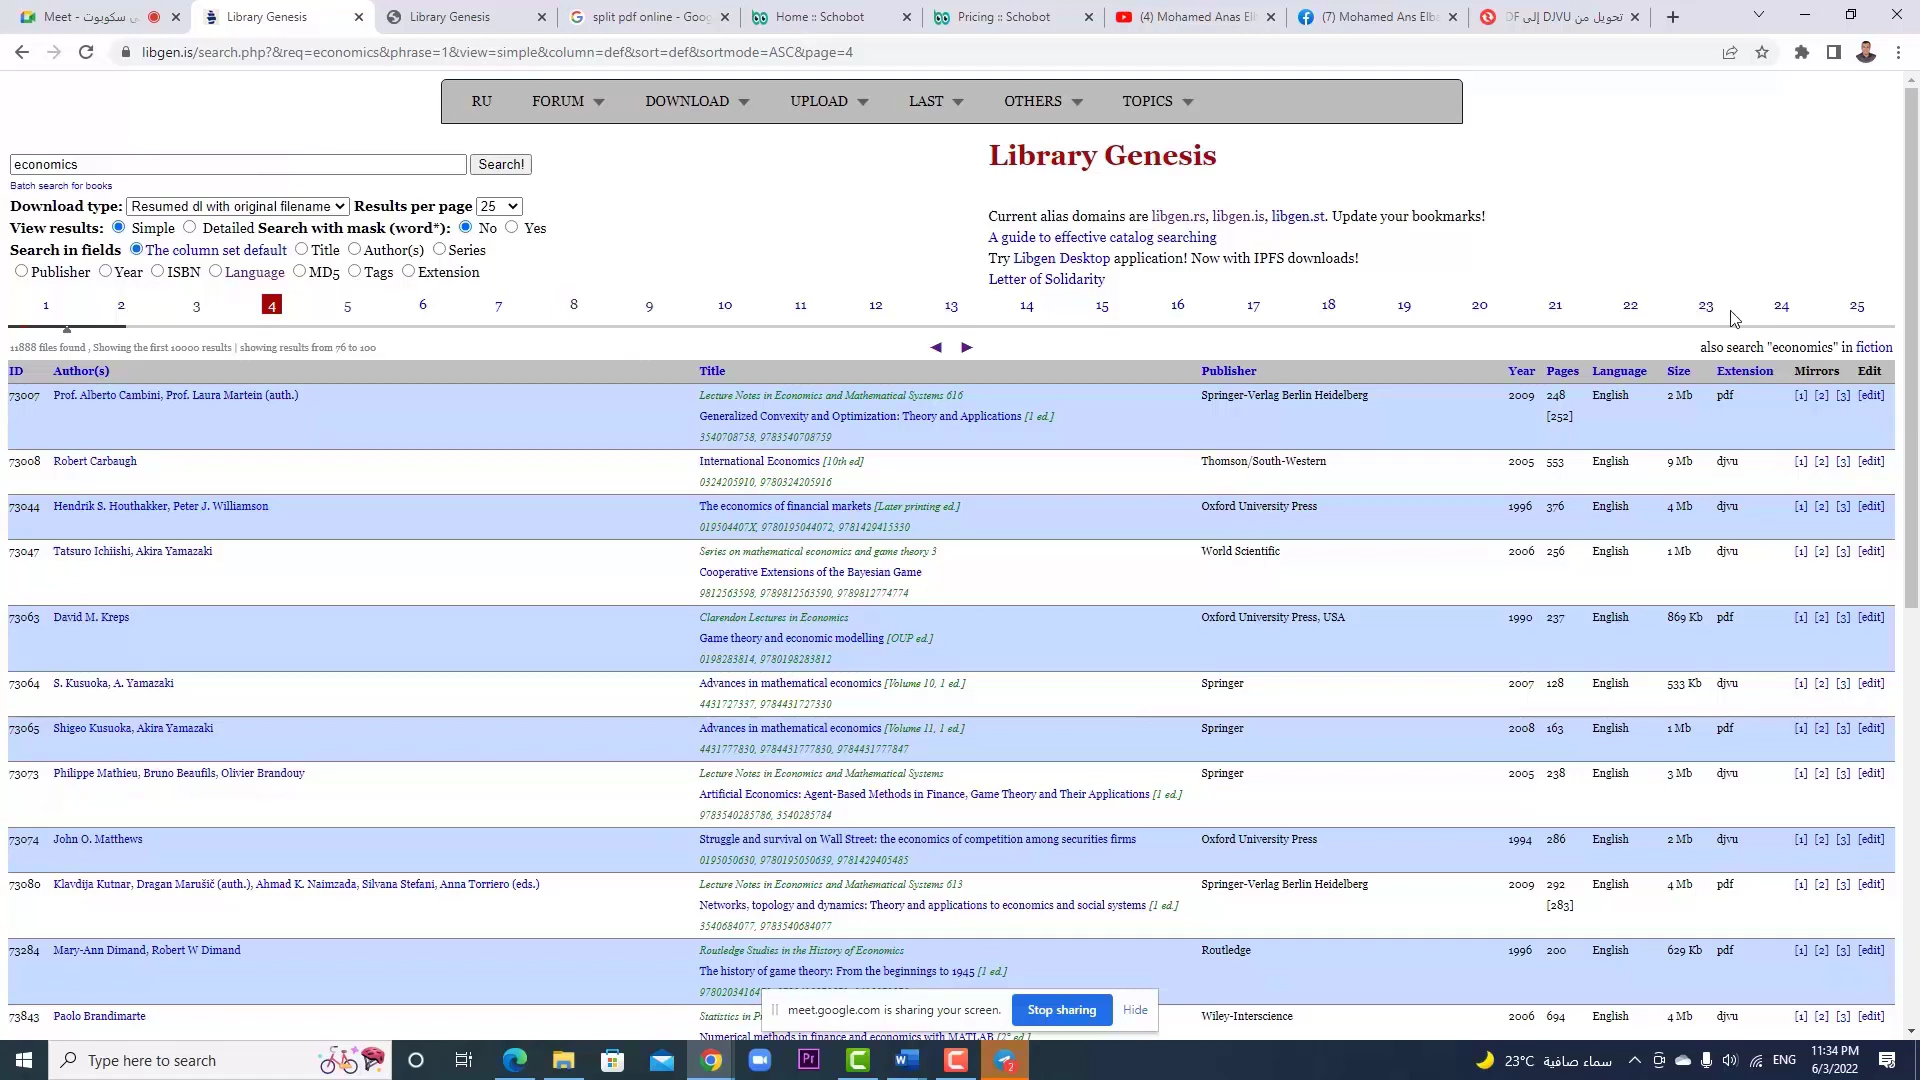 Meet - ى سكوبوت
Library Genesis
Library Genesis
split pdf online - Goog
Home :: Schobot
Pricing :: Schobot
(4) Mohamed Anas El
(7) Mohamed Ans Elba
تحويل من DJVU إلى DF
libgen.is/search.php?&req=economics&phrase=1&view=simple&column=def&sort=def&sortmode=ASC&page=4
RU FORUM DOWNLOAD UPLOAD LAST OTHERS TOPICS
Library Genesis
economics Search!
Batch search for books
Download type: Resumed dl with original filename Results per page 25
View results: Simple Detailed Search with mask (word*): No Yes
Search in fields The column set default Title Author(s) Series
Publisher Year ISBN Language MD5 Tags Extension
Current alias domains are libgen.rs, libgen.is, libgen.st. Update your bookmarks!
A guide to effective catalog searching
Try Libgen Desktop application! Now with IPFS downloads!
Letter of Solidarity
1 2 3 4 5 6 7 8 9 10 11 12 13 14 15 16 17 18 19 20 21 22 23 24 25
11888 files found , Showing the first 10000 results | showing results from 76 to 100 ◄ ► also search "economics" in fiction
ID Author(s) Title Publisher Year Pages Language Size Extension Mirrors Edit
73007 Prof. Alberto Cambini, Prof. Laura Martein (auth.) Lecture Notes in Economics and Mathematical Systems 616 Springer-Verlag Berlin Heidelberg 2009 248 English 2 Mb pdf [1] [2] [3] [edit]
Generalized Convexity and Optimization: Theory and Applications [1 ed.] [252]
3540708758, 9783540708759
73008 Robert Carbaugh International Economics [10th ed] Thomson/South-Western 2005 553 English 9 Mb djvu [1] [2] [3] [edit]
0324205910, 9780324205916
73044 Hendrik S. Houthakker, Peter J. Williamson The economics of financial markets [Later printing ed.] Oxford University Press 1996 376 English 4 Mb djvu [1] [2] [3] [edit]
019504407X, 9780195044072, 9781429415330
73047 Tatsuro Ichiishi, Akira Yamazaki Series on mathematical economics and game theory 3 World Scientific 2006 256 English 1 Mb djvu [1] [2] [3] [edit]
Cooperative Extensions of the Bayesian Game
9812563598, 9789812563590, 9789812774774
73063 David M. Kreps Clarendon Lectures in Economics Oxford University Press, USA 1990 237 English 869 Kb pdf [1] [2] [3] [edit]
Game theory and economic modelling [OUP ed.]
0198283814, 9780198283812
73064 S. Kusuoka, A. Yamazaki Advances in mathematical economics [Volume 10, 1 ed.] Springer 2007 128 English 533 Kb djvu [1] [2] [3] [edit]
4431727337, 9784431727330
73065 Shigeo Kusuoka, Akira Yamazaki Advances in mathematical economics [Volume 11, 1 ed.] Springer 2008 163 English 1 Mb pdf [1] [2] [3] [edit]
4431777830, 9784431777830, 9784431777847
73073 Philippe Mathieu, Bruno Beaufils, Olivier Brandouy Lecture Notes in Economics and Mathematical Systems Springer 2005 238 English 3 Mb djvu [1] [2] [3] [edit]
Artificial Economics: Agent-Based Methods in Finance, Game Theory and Their Applications [1 ed.]
9783540285786, 3540285784
73074 John O. Matthews Struggle and survival on Wall Street: the economics of competition among securities firms Oxford University Press 1994 286 English 2 Mb djvu [1] [2] [3] [edit]
0195050630, 9780195050639, 9781429405485
73080 Klavdija Kutnar, Dragan Marušič (auth.), Ahmad K. Naimzada, Silvana Stefani, Anna Torriero (eds.) Lecture Notes in Economics and Mathematical Systems 613 Springer-Verlag Berlin Heidelberg 2009 292 English 4 Mb pdf [1] [2] [3] [edit]
Networks, topology and dynamics: Theory and applications to economics and social systems [1 ed.] [283]
3540684077, 9783540684077
73284 Mary-Ann Dimand, Robert W Dimand Routledge Studies in the History of Economics Routledge 1996 200 English 629 Kb pdf [1] [2] [3] [edit]
The history of game theory: From the beginnings to 1945 [1 ed.]
73843 Paolo Brandimarte Statistics in P Wiley-Interscience 2006 694 English 4 Mb djvu [1] [2] [3] [edit]
Numerical methods in finance and economics with MATLAB [2° ed.]
meet.google.com is sharing your screen. Stop sharing Hide
Type here to search
Pr
2
23°C سماء صافية
ENG
11:34 PM
6/3/2022